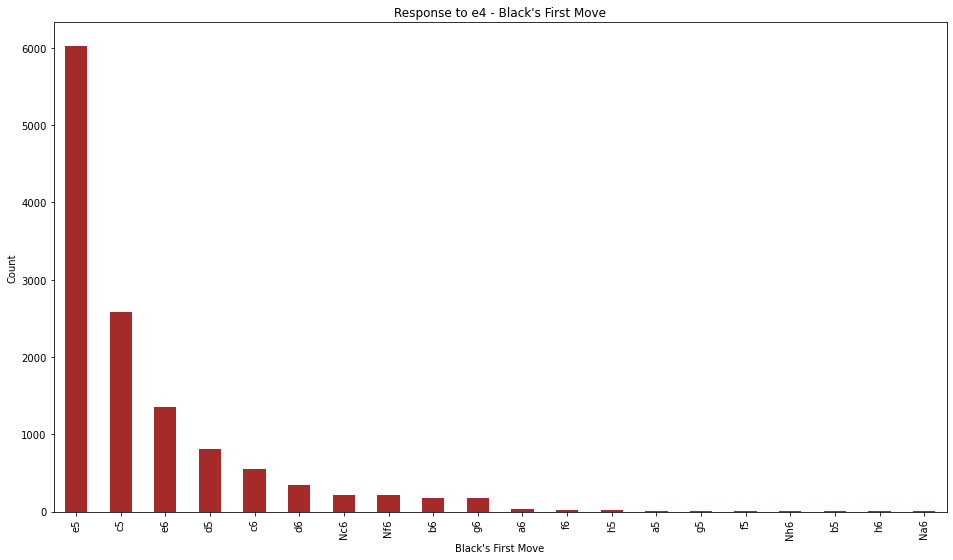 Response to e4 - Black's First Move
6000
5000
4000
3000
2000
1000
0
Count
e5 c5 e6 d5 c6 d6 Nc6 Nf6 b6 g6 a6 f6 h5 a5 g5 f5 Nh6 b5 h6 Na6
Black's First Move